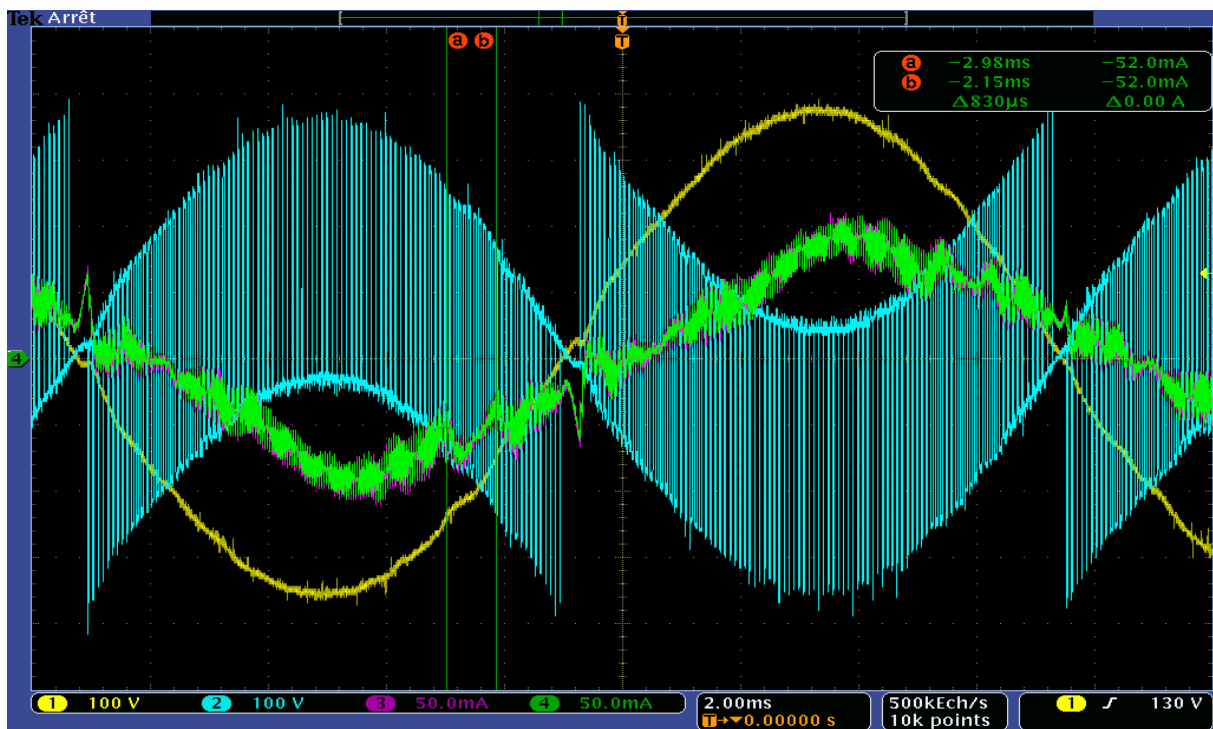 Tek Arrêt
T
a b T
a −2.98ms −52.0mA
b −2.15ms −52.0mA
Δ830μs Δ0.00 A
4
1 100 V 2 100 V 3 50.0mA 4 50.0mA 2.00ms 500kEch/s 1 130 V
T→▼0.00000 s 10k points